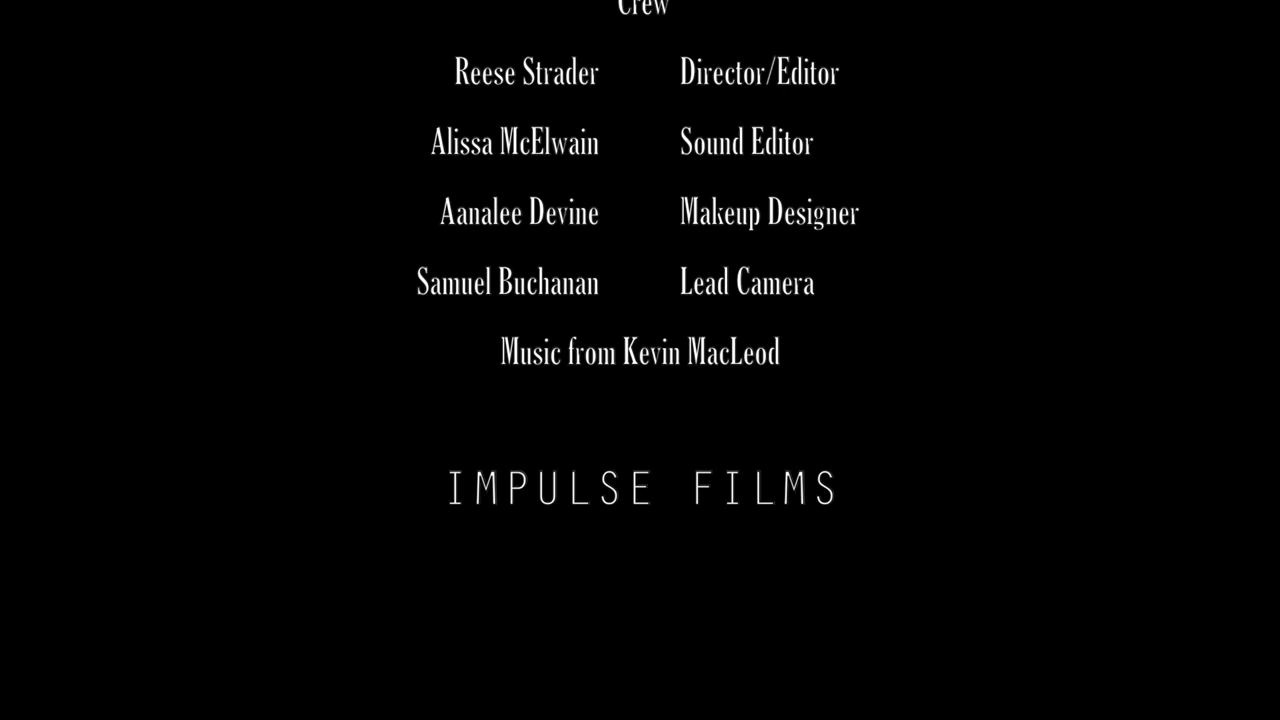 Crew
Reese Strader Director/Editor
Alissa McElwain Sound Editor
Aanalee Devine Makeup Designer
Samuel Buchanan Lead Camera
Music from Kevin MacLeod
IMPULSE FILMS